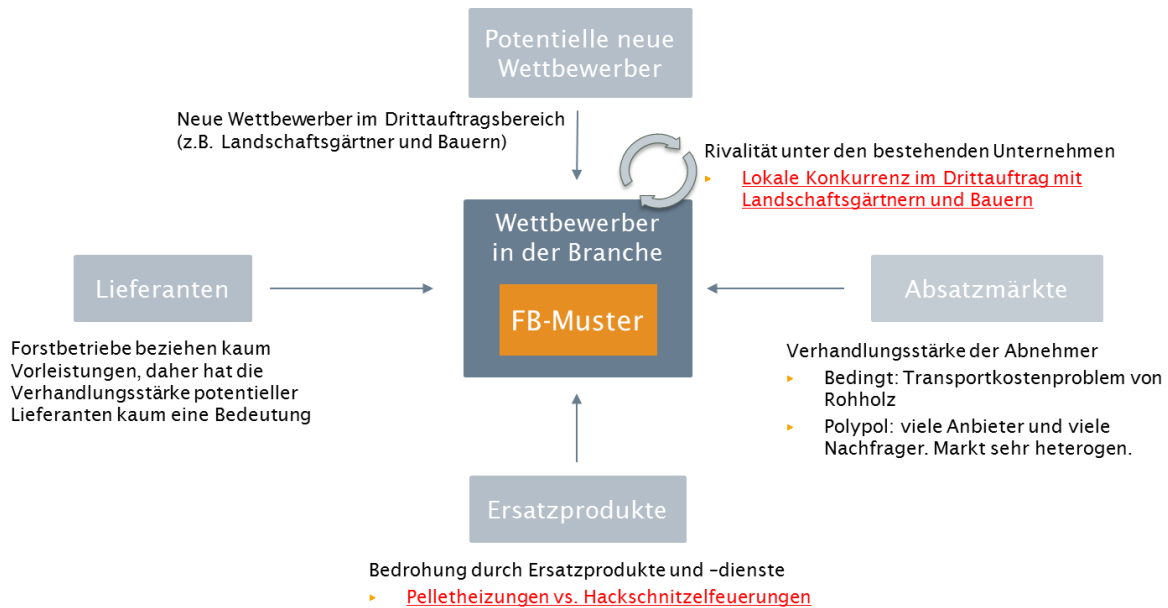 Potentielle neue
Wettbewerber
Neue Wettbewerber im Drittauftragsbereich
(z.B. Landschaftsgärtner und Bauern)
Rivalität unter den bestehenden Unternehmen
▸ Lokale Konkurrenz im Drittauftrag mit
Landschaftsgärtnern und Bauern
Wettbewerber
in der Branche
FB-Muster
Lieferanten
Forstbetriebe beziehen kaum
Vorleistungen, daher hat die
Verhandlungsstärke potentieller
Lieferanten kaum eine Bedeutung
Absatzmärkte
Verhandlungsstärke der Abnehmer
▸ Bedingt: Transportkostenproblem von
Rohholz
▸ Polypol: viele Anbieter und viele
Nachfrager. Markt sehr heterogen.
Ersatzprodukte
Bedrohung durch Ersatzprodukte und –dienste
▸ Pelletheizungen vs. Hackschnitzelfeuerungen